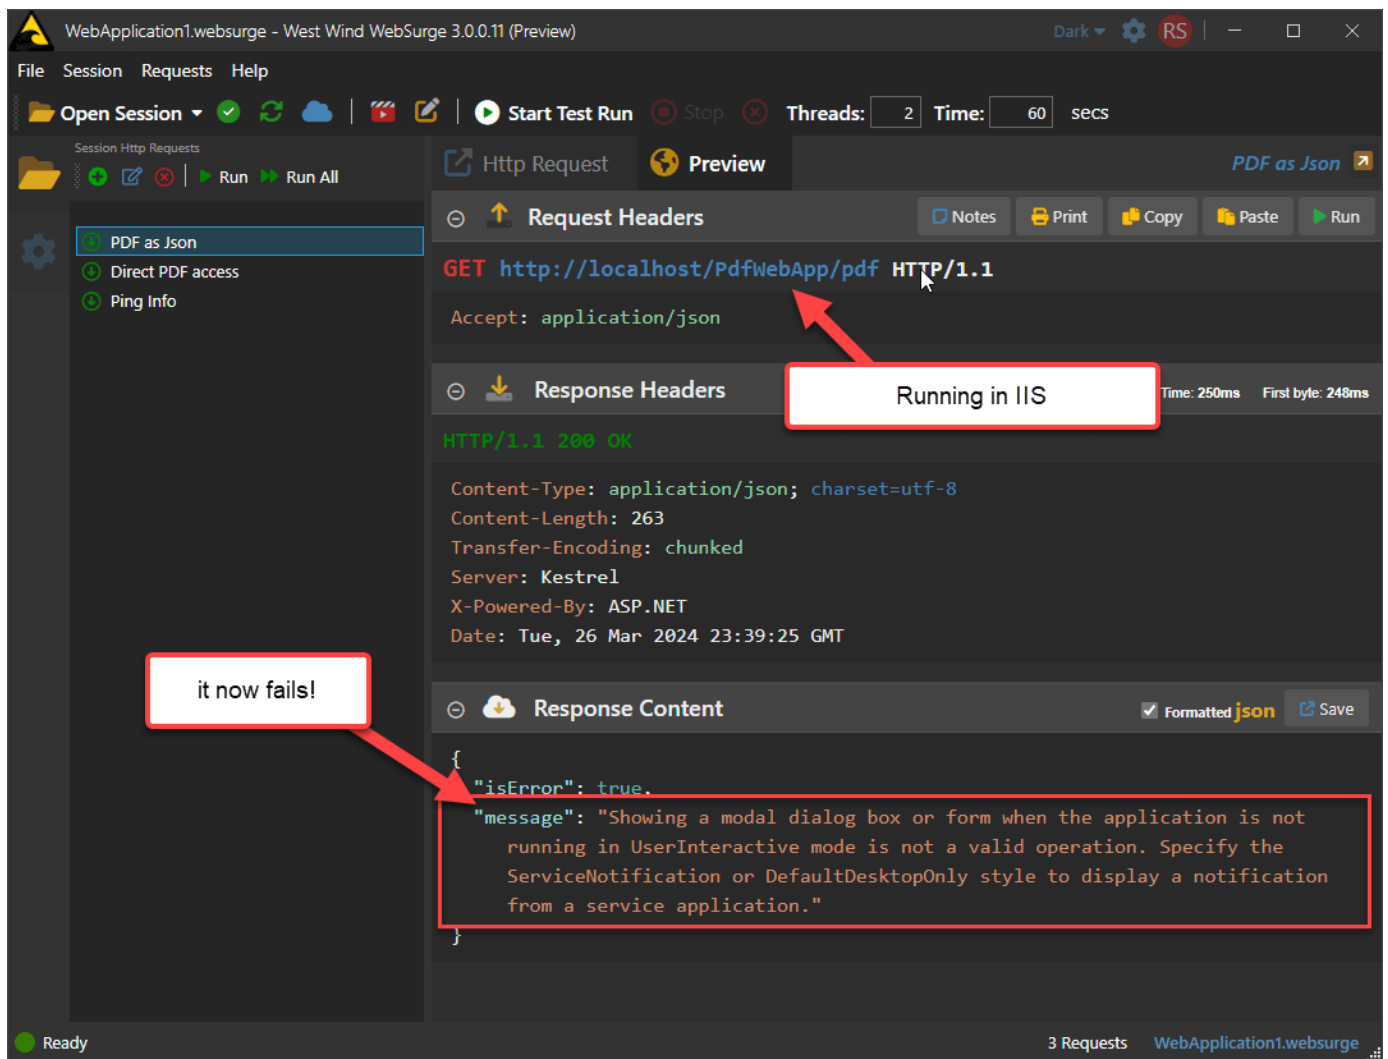 WebApplication1.websurge - West Wind WebSurge 3.0.0.11 (Preview)
Dark
RS
File Session Requests Help
Open Session
Start Test Run
Stop
Threads: 2 Time: 60 secs
Session Http Requests
Run Run All
PDF as Json
Direct PDF access
Ping Info
Http Request
Preview
PDF as Json
Request Headers
Notes Print Copy Paste Run
GET http://localhost/PdfWebApp/pdf HTTP/1.1
Accept: application/json
Running in IIS
Response Headers
Time: 250ms First byte: 248ms
HTTP/1.1 200 OK
Content-Type: application/json; charset=utf-8
Content-Length: 263
Transfer-Encoding: chunked
Server: Kestrel
X-Powered-By: ASP.NET
Date: Tue, 26 Mar 2024 23:39:25 GMT
it now fails!
Response Content
Formatted json Save
{
"isError": true,
"message": "Showing a modal dialog box or form when the application is not
running in UserInteractive mode is not a valid operation. Specify the
ServiceNotification or DefaultDesktopOnly style to display a notification
from a service application."
}
Ready
3 Requests WebApplication1.websurge